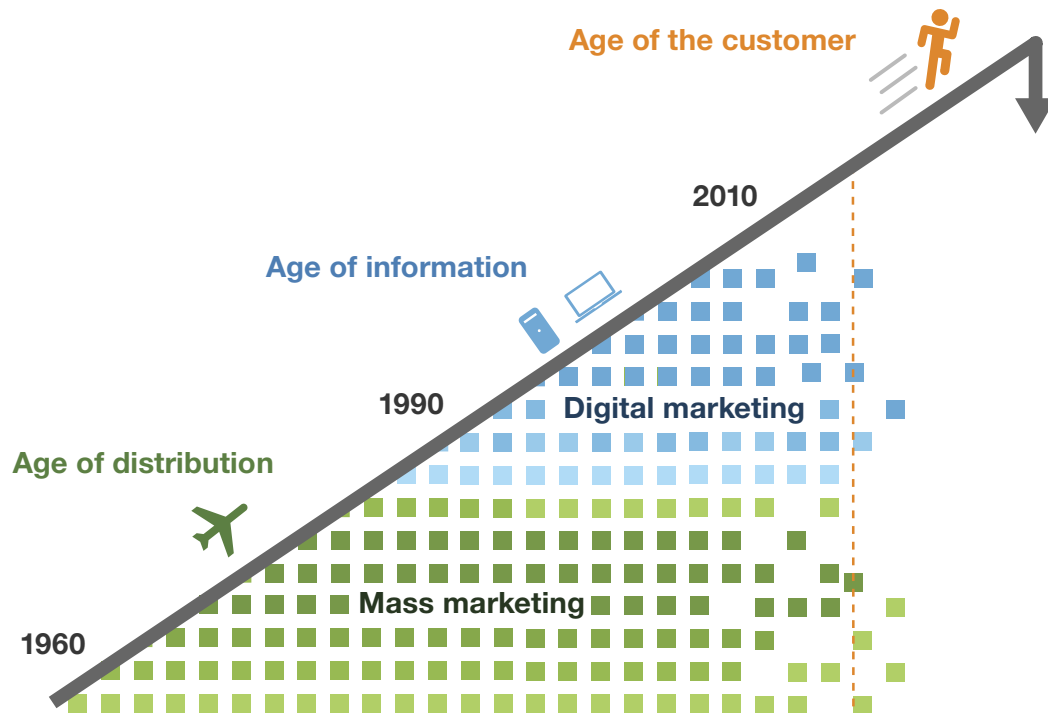 Age of the customer
2010
Age of information
1990
Digital marketing
Age of distribution
Mass marketing
1960